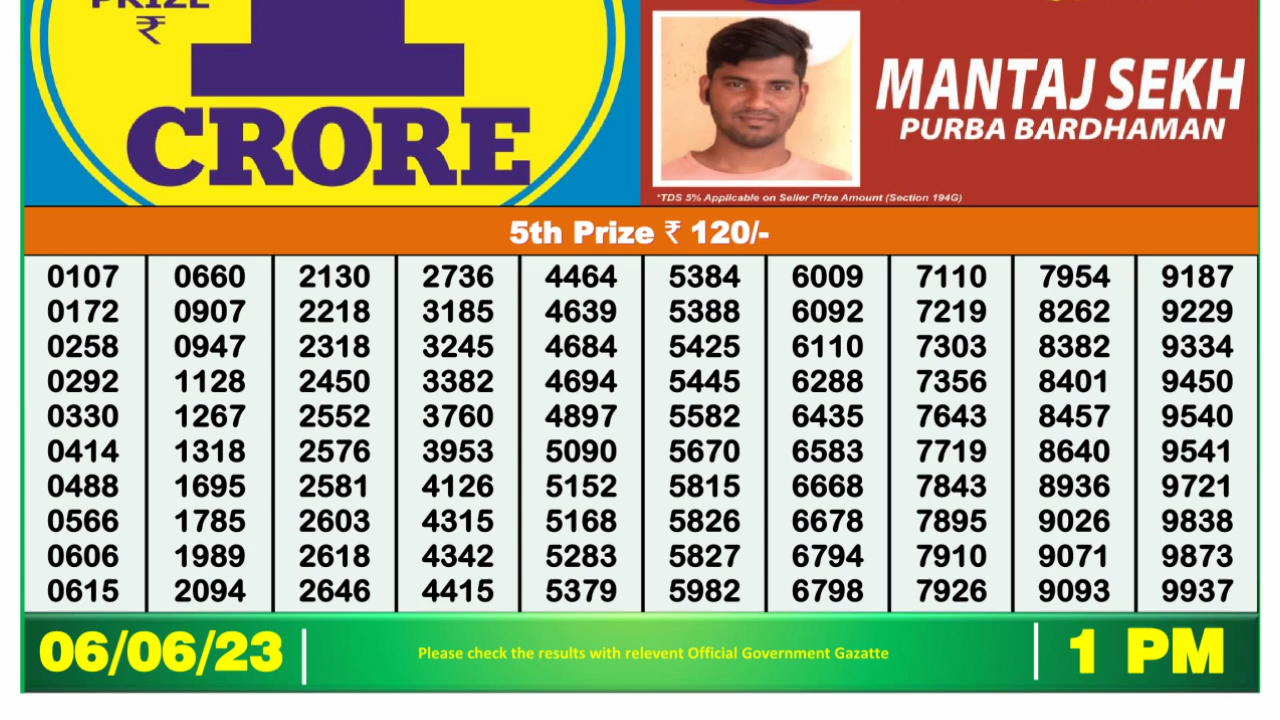 PRIZE
₹
1
CRORE
MANTAJ SEKH
PURBA BARDHAMAN
*TDS 5% Applicable on Seller Prize Amount (Section 194G)
5th Prize ₹ 120/-
0107 0660 2130 2736 4464 5384 6009 7110 7954 9187
0172 0907 2218 3185 4639 5388 6092 7219 8262 9229
0258 0947 2318 3245 4684 5425 6110 7303 8382 9334
0292 1128 2450 3382 4694 5445 6288 7356 8401 9450
0330 1267 2552 3760 4897 5582 6435 7643 8457 9540
0414 1318 2576 3953 5090 5670 6583 7719 8640 9541
0488 1695 2581 4126 5152 5815 6668 7843 8936 9721
0566 1785 2603 4315 5168 5826 6678 7895 9026 9838
0606 1989 2618 4342 5283 5827 6794 7910 9071 9873
0615 2094 2646 4415 5379 5982 6798 7926 9093 9937
06/06/23 Please check the results with relevent Official Government Gazatte 1 PM